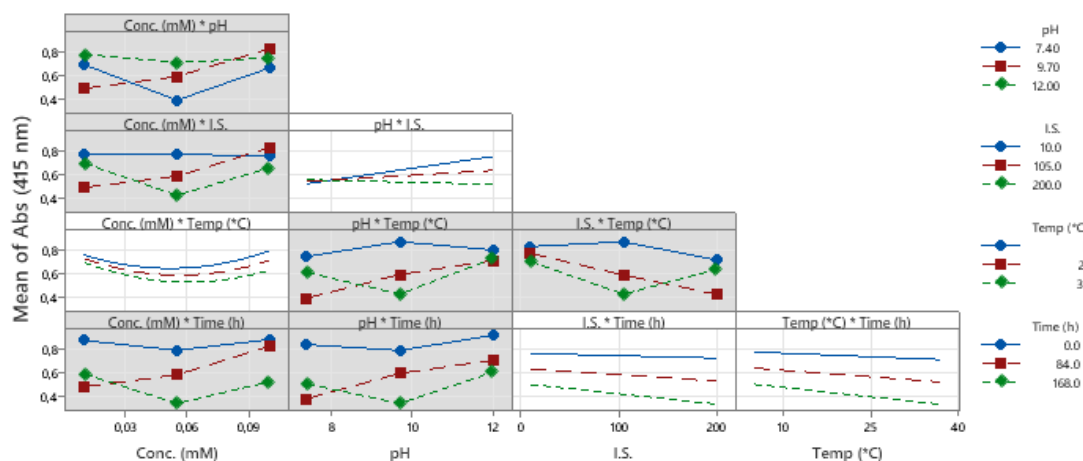 Conc. (mM) * pH
0,8
0,6
0,4
Conc. (mM) * I.S.
pH * I.S.
0,8
0,6
0,4
Conc. (mM) * Temp (*C)
pH * Temp (*C)
I.S. * Temp (*C)
0,8
0,6
0,4
Conc. (mM) * Time (h)
pH * Time (h)
I.S. * Time (h)
Temp (*C) * Time (h)
0,8
0,6
0,4
0,03 0,06 0,09
8 10 12
0 100 200
10 25 40
Conc. (mM)
pH
I.S.
Temp (*C)
Mean of Abs (415 nm)
pH
7.40
9.70
12.00
I.S.
10.0
105.0
200.0
Temp (*C
2
3
Time (h)
0.0
84.0
168.0